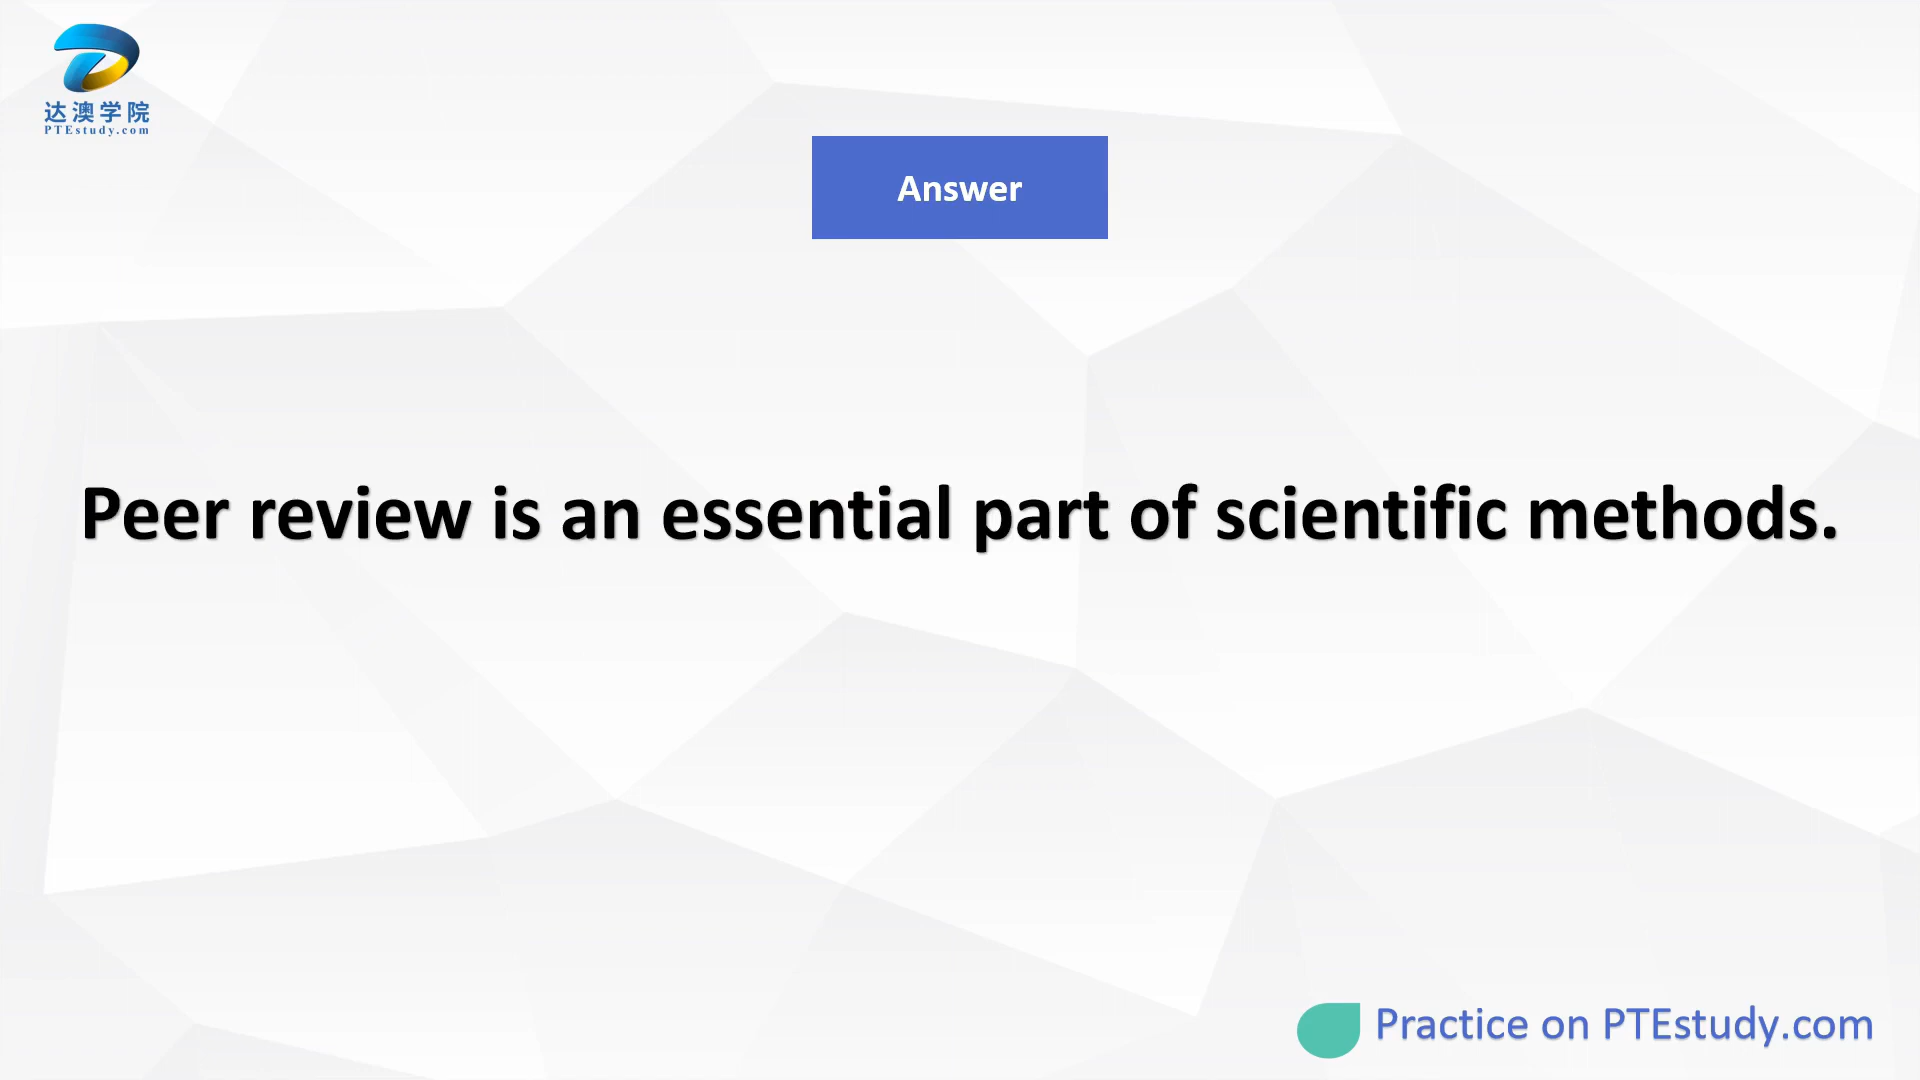 达澳学院
PTEstudy.com
Answer
Peer review is an essential part of scientific methods.
Practice on PTEstudy.com